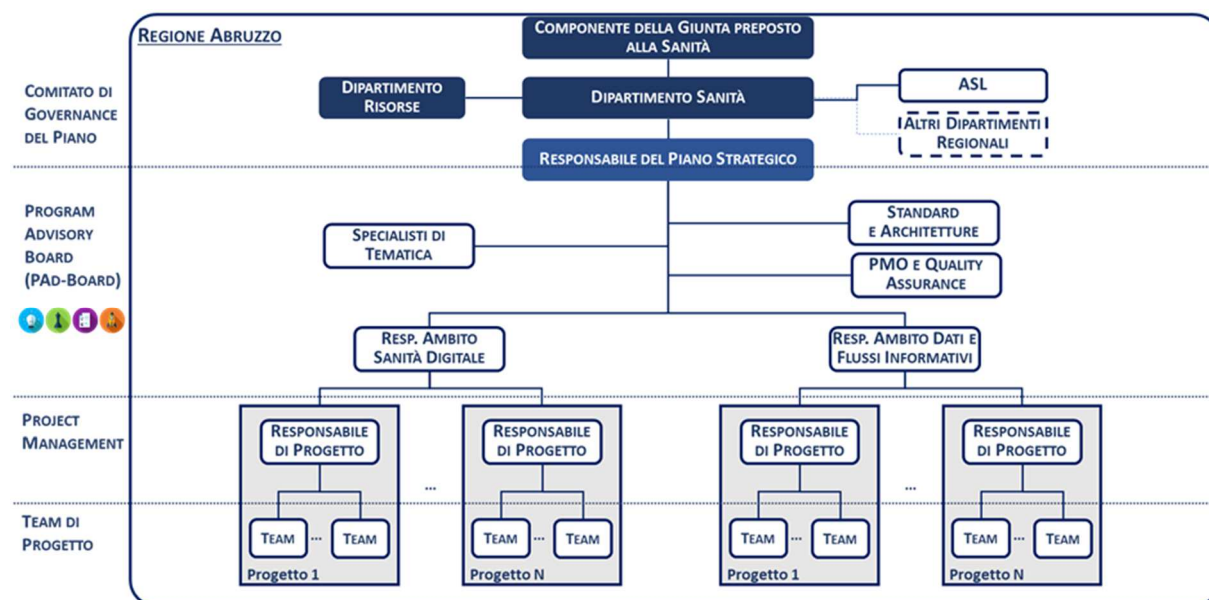 REGIONE ABRUZZO
COMPONENTE DELLA GIUNTA PREPOSTO
ALLA SANITÀ
COMITATO DI
GOVERNANCE
DEL PIANO
DIPARTIMENTO
RISORSE
DIPARTIMENTO SANITÀ
ASL
ALTRI DIPARTIMENTI
REGIONALI
RESPONSABILE DEL PIANO STRATEGICO
PROGRAM
ADVISORY
BOARD
(PAD-BOARD)
SPECIALISTI DI
TEMATICA
STANDARD
E ARCHITETTURE
PMO E QUALITY
ASSURANCE
RESP. AMBITO
SANITÀ DIGITALE
RESP. AMBITO DATI E
FLUSSI INFORMATIVI
PROJECT
MANAGEMENT
RESPONSABILE
DI PROGETTO
...
RESPONSABILE
DI PROGETTO
RESPONSABILE
DI PROGETTO
...
RESPONSABILE
DI PROGETTO
TEAM DI
PROGETTO
TEAM ... TEAM
Progetto 1
TEAM ... TEAM
Progetto N
TEAM ... TEAM
Progetto 1
TEAM ... TEAM
Progetto N